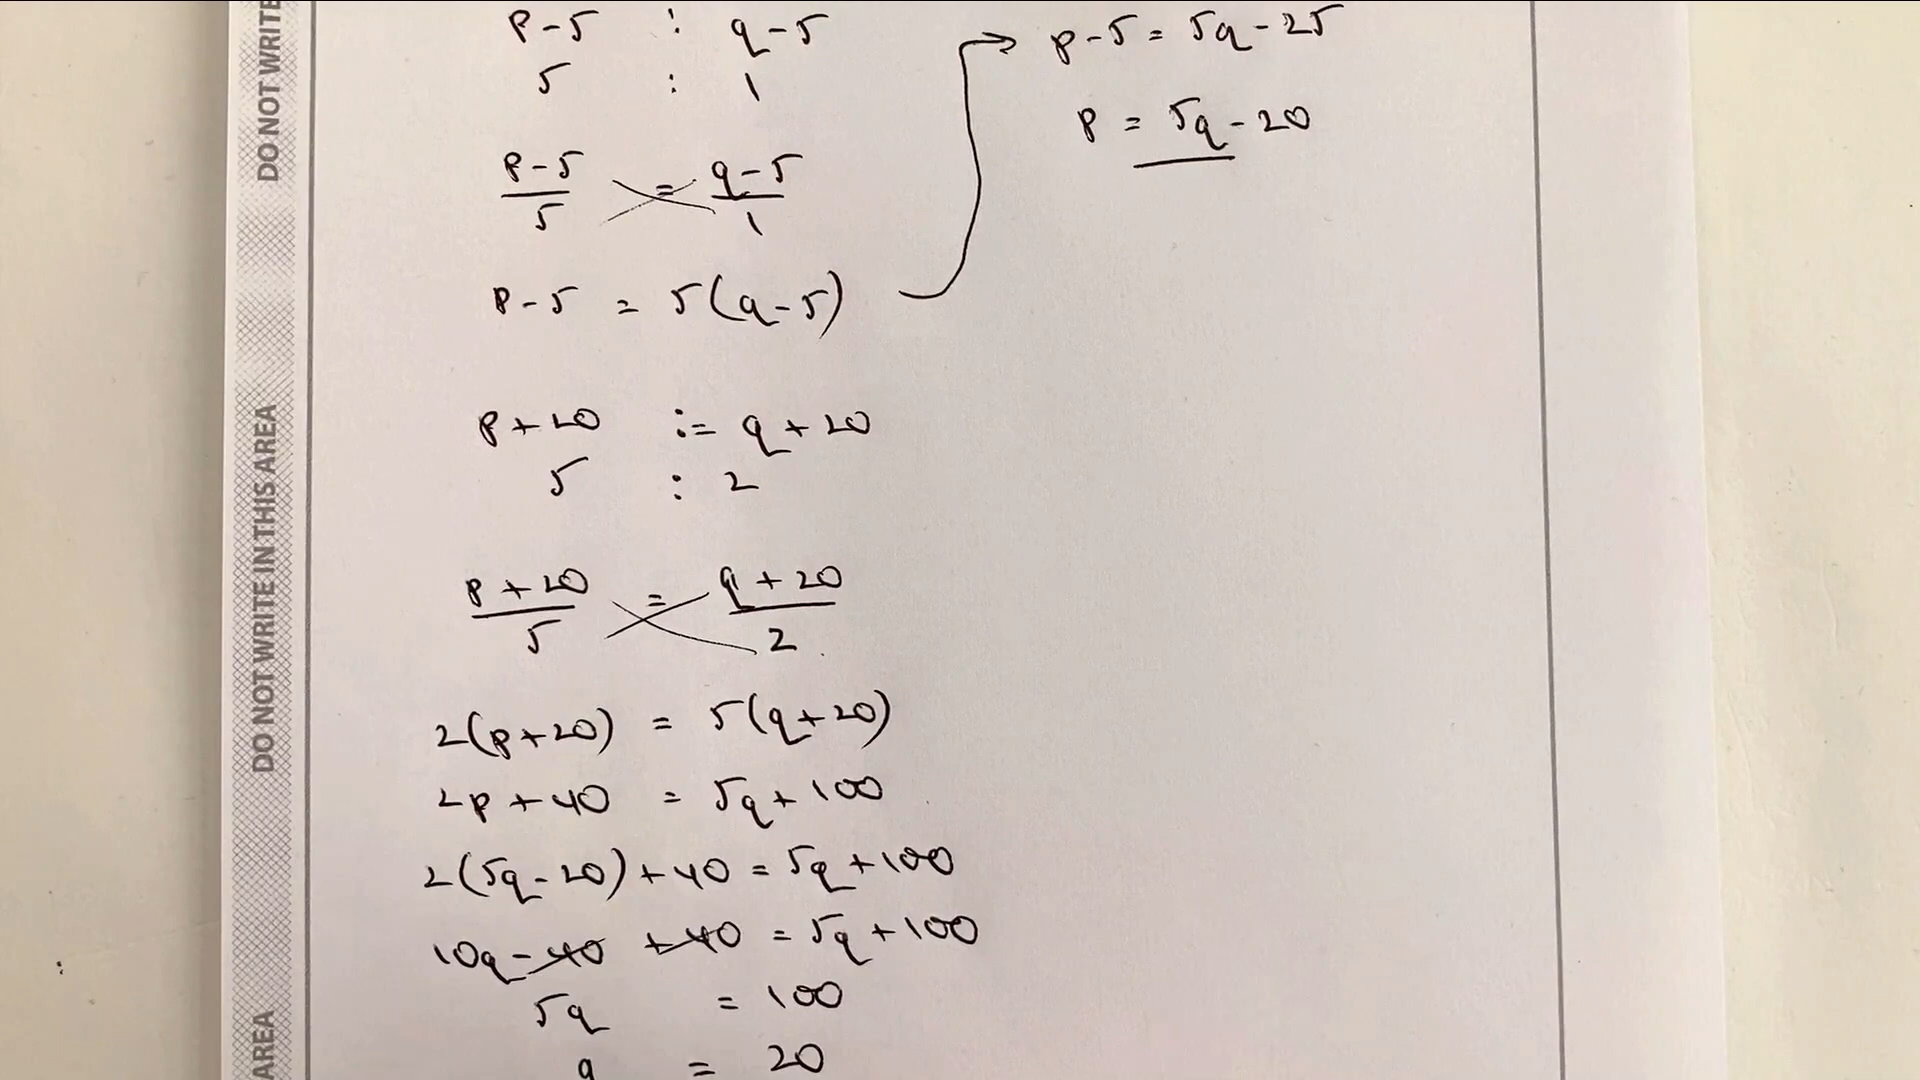 DO NOT WRITE
DO NOT WRITE IN THIS AREA
AREA
p-5 : q-5
5 : 1
p-5/5 = q-5/1
p-5 = 5(q-5)
p-5 = 5q-25
p = 5q-20
p+20 := q+20
5 : 2
p+20/5 = q+20/2
2(p+20) = 5(q+20)
2p+40 = 5q+100
2(5q-20)+40 = 5q+100
10q-40 +40 = 5q+100
5q = 100
q = 20